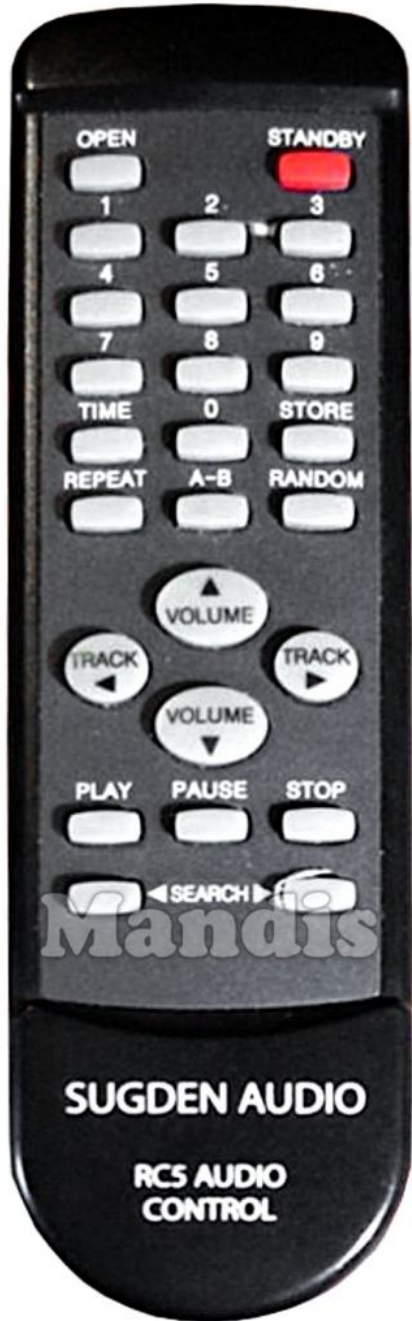 OPEN STANDBY
1 2 3
4 5 6
7 8 9
TIME 0 STORE
REPEAT A-B RANDOM
▲
VOLUME
TRACK TRACK
◄ ►
VOLUME
▼
PLAY PAUSE STOP
◄SEARCH►
Mandis
SUGDEN AUDIO
RC5 AUDIO
CONTROL